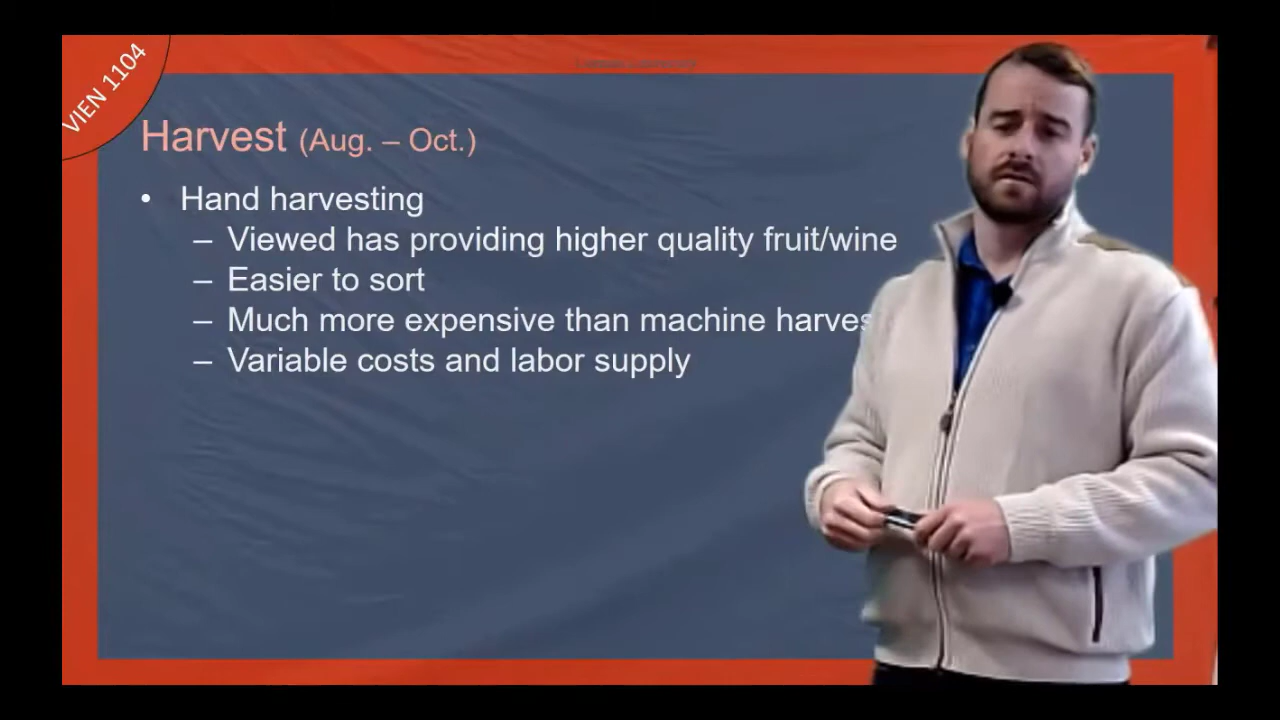 VIEN 1104
Harvest (Aug. – Oct.)
• Hand harvesting
– Viewed has providing higher quality fruit/wine
– Easier to sort
– Much more expensive than machine harves
– Variable costs and labor supply